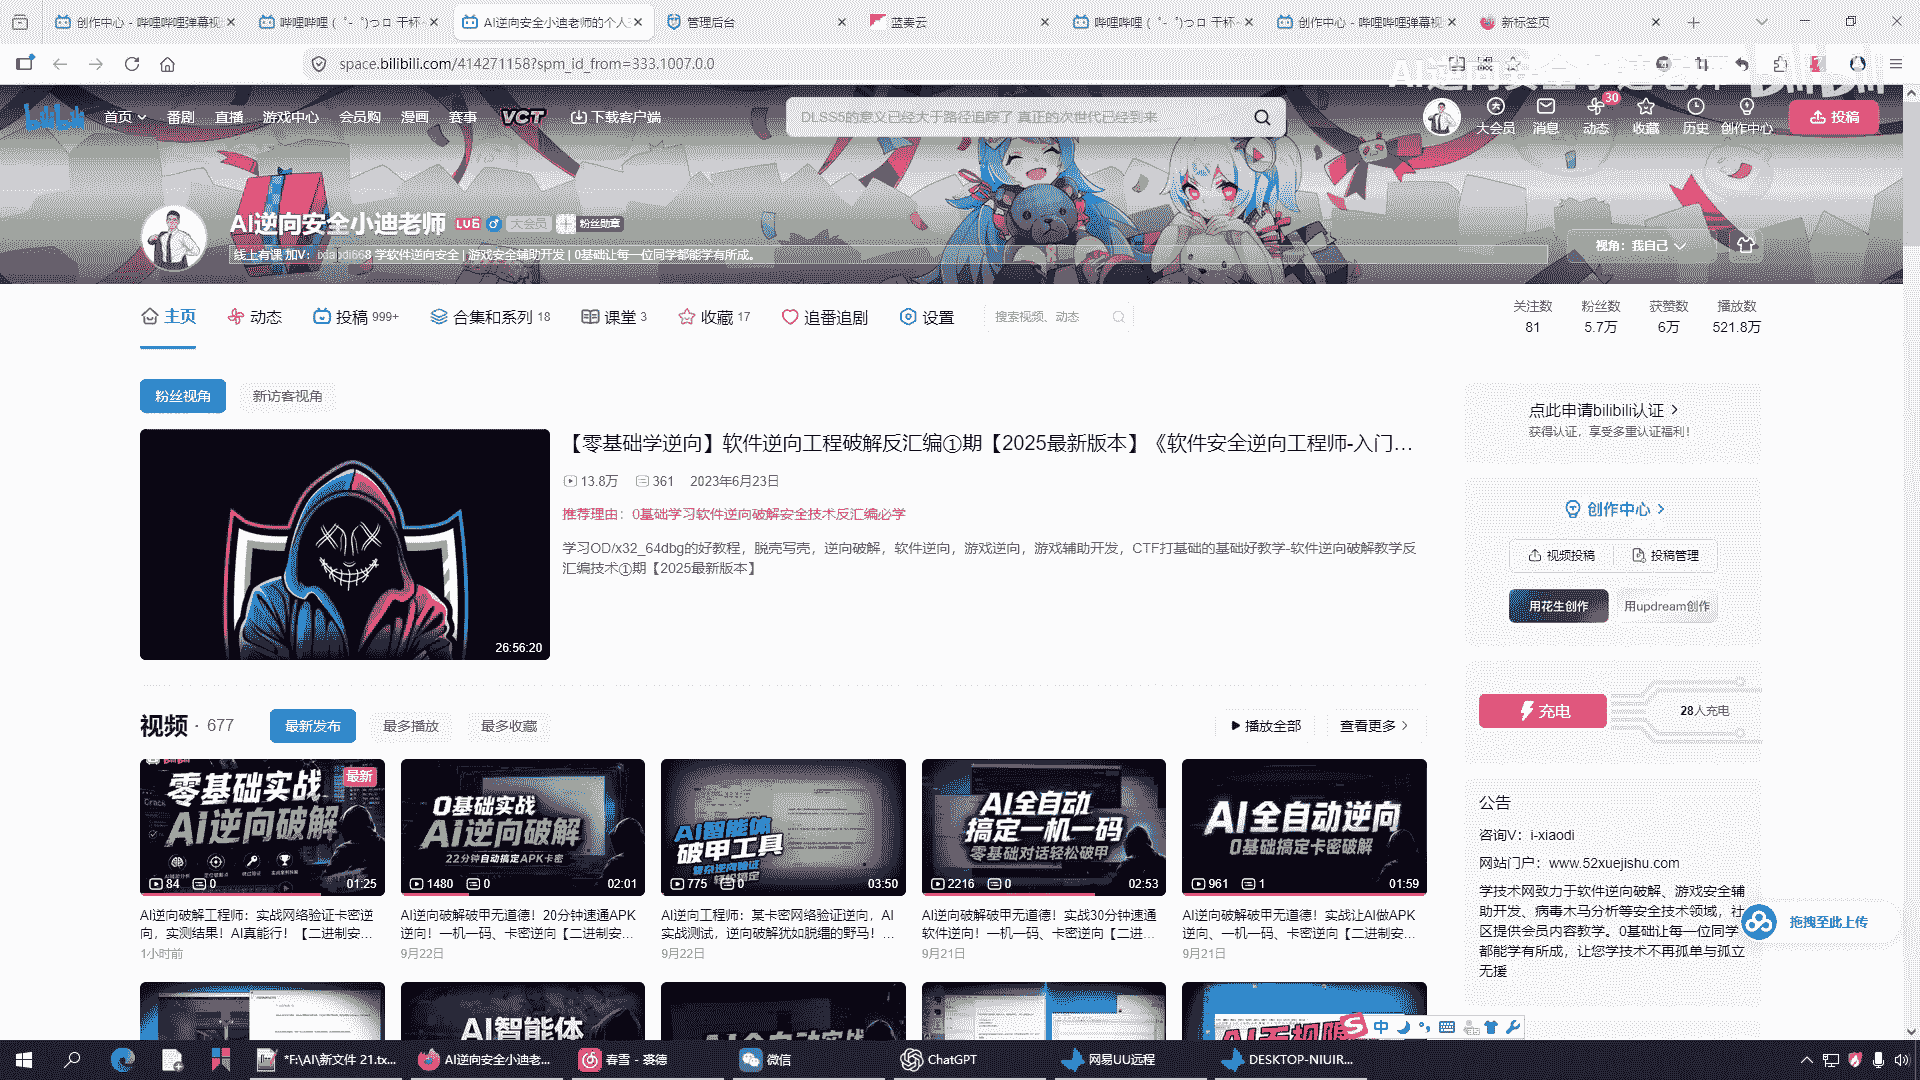 创作中心 - 哔哩哔哩弹幕视
哔哩哔哩 (゜-゜)つロ 干杯~
AI逆向安全小迪老师的个人
管理后台
蓝奏云
哔哩哔哩 (゜-゜)つロ 干杯~
创作中心 - 哔哩哔哩弹幕视
新标签页
space.bilibili.com/414271158?spm_id_from=333.1007.0.0
bilibili
首页
番剧
直播
游戏中心
会员购
漫画
赛事
VCT
下载客户端
DLSS5的意义已经大于路径追踪了 真正的次世代已经到来
大会员
消息
30
动态
收藏
历史
创作中心
投稿
AI逆向安全小迪老师
LV6
大会员
粉丝勋章
线上有课 加V：ixiaodi668 学软件逆向安全 | 游戏安全辅助开发 | 0基础让每一位同学都能学有所成。
视角：我自己
主页
动态
投稿 999+
合集和系列 18
课堂 3
收藏 17
追番追剧
设置
搜索视频、动态
关注数
粉丝数
获赞数
播放数
81
5.7万
6万
521.8万
粉丝视角
新访客视角
【零基础学逆向】软件逆向工程破解反汇编①期【2025最新版本】《软件安全逆向工程师-入门...
13.8万
361
2023年6月23日
推荐理由：0基础学习软件逆向破解安全技术反汇编必学
学习OD/x32_64dbg的好教程，脱壳写壳，逆向破解，软件逆向，游戏逆向，游戏辅助开发，CTF打基础的基础好教学-软件逆向破解教学反
汇编技术①期【2025最新版本】
26:56:20
点此申请bilibili认证
获得认证，享受多重认证福利！
创作中心
视频投稿
投稿管理
用花生创作
用updream创作
充电
28人充电
视频 · 677
最新发布
最多播放
最多收藏
播放全部
查看更多
零基础实战
最新
AI逆向破解
84
0
01:25
0基础实战
AI逆向破解
22分钟自动搞定APK卡密
1480
0
02:01
AI智能体
破甲工具
775
0
03:50
AI全自动
搞定一机一码
零基础对话轻松破甲
2216
0
02:53
AI全自动逆向
0基础搞定卡密破解
961
1
01:59
AI逆向破解工程师：实战网络验证卡密逆
向，实测结果！AI真能行！【二进制安...
1小时前
AI逆向破解破甲无道德！20分钟速通APK
逆向！一机一码、卡密逆向【二进制安...
9月22日
AI逆向工程师：某卡密网络验证逆向，AI
实战测试，逆向破解犹如脱缰的野马！...
9月22日
AI逆向破解破甲无道德！实战30分钟速通
软件逆向！一机一码、卡密逆向【二进...
9月21日
AI逆向破解破甲无道德！实战让AI做APK
逆向、一机一码、卡密逆向【二进制安...
9月21日
公告
咨询V：i-xiaodi
网站门户：www.52xuejishu.com
学技术网致力于软件逆向破解、游戏安全辅
助开发、病毒木马分析等安全技术领域，社
区提供会员内容教学。0基础让每一位同学
都能学有所成，让您学技术不再孤单与孤立
无援
拖拽至此上传
AI智能体
中
*F:\AI\新文件 21.tx...
AI逆向安全小迪老...
春雪 - 裘德
微信
ChatGPT
网易UU远程
DESKTOP-NIUIR...